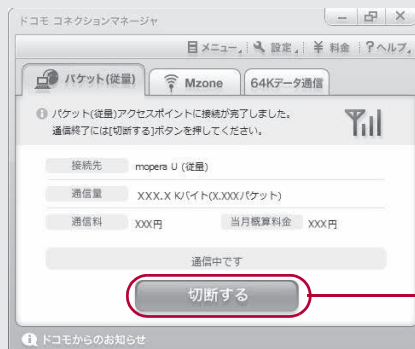 ドコモ コネクションマネージャ
メニュー 設定 ¥ 料金 ? ヘルプ
パケット(従量) Mzone 64Kデータ通信
パケット(従量)アクセスポイントに接続が完了しました。
通信終了には[切断する]ボタンを押してください。
接続先 mopera U (従量)
通信量 XXX.X Kバイト(X.XXXパケット)
通信料 XXX円 当月概算料金 XXX円
通信中です
切断する
ドコモからのお知らせ